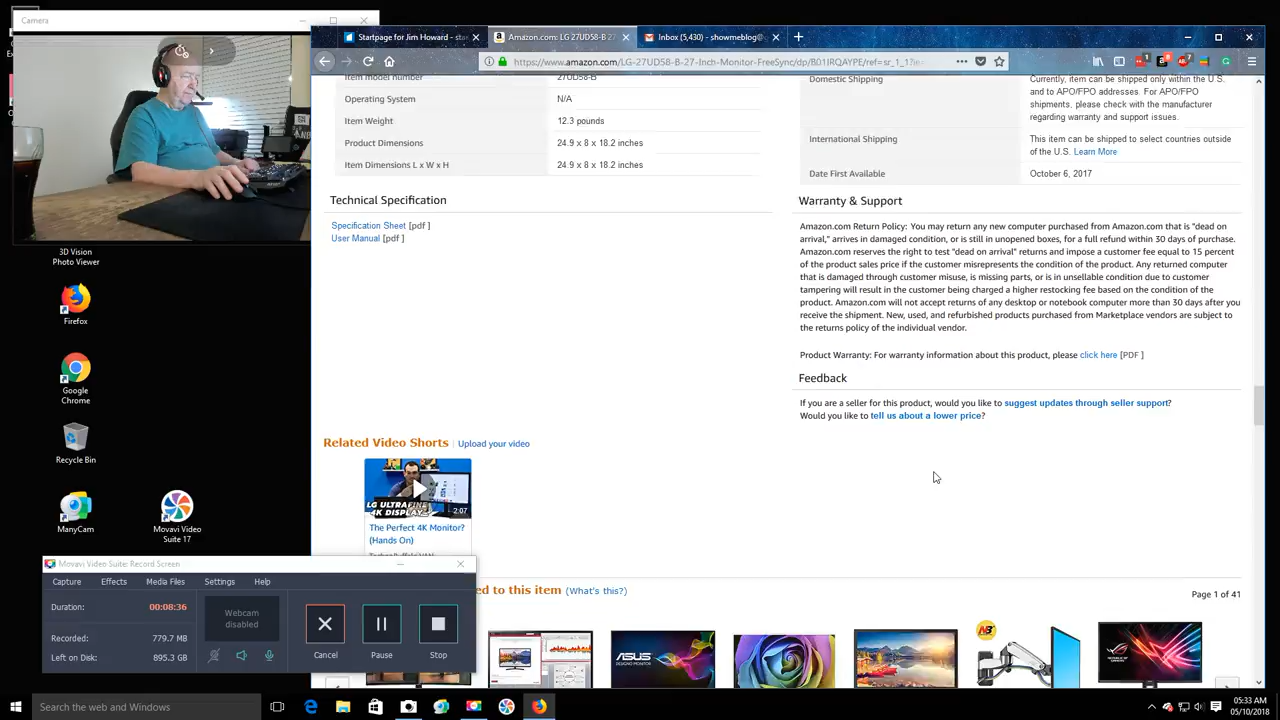 Camera
Startpage for Jim Howard - sta
Amazon.com: LG 27UD58-B 27
Inbox (5,430) - showmeblog@
https://www.amazon.com/LG-27UD58-B-27-Inch-Monitor-FreeSync/dp/B01IRQAYPE/ref=sr_1_1?ie
Item model number 27UD58-B
Operating System N/A
Item Weight 12.3 pounds
Product Dimensions 24.9 x 8 x 18.2 inches
Item Dimensions L x W x H 24.9 x 8 x 18.2 inches
Technical Specification
Specification Sheet [pdf ]
User Manual [pdf ]
Domestic Shipping
Currently, item can be shipped only within the U.S.
and to APO/FPO addresses. For APO/FPO
shipments, please check with the manufacturer
regarding warranty and support issues.
International Shipping
This item can be shipped to select countries outside
of the U.S. Learn More
Date First Available October 6, 2017
Warranty & Support
Amazon.com Return Policy: You may return any new computer purchased from Amazon.com that is "dead on
arrival," arrives in damaged condition, or is still in unopened boxes, for a full refund within 30 days of purchase.
Amazon.com reserves the right to test "dead on arrival" returns and impose a customer fee equal to 15 percent
of the product sales price if the customer misrepresents the condition of the product. Any returned computer
that is damaged through customer misuse, is missing parts, or is in unsellable condition due to customer
tampering will result in the customer being charged a higher restocking fee based on the condition of the
product. Amazon.com will not accept returns of any desktop or notebook computer more than 30 days after you
receive the shipment. New, used, and refurbished products purchased from Marketplace vendors are subject to
the returns policy of the individual vendor.
Product Warranty: For warranty information about this product, please click here [PDF ]
Feedback
If you are a seller for this product, would you like to suggest updates through seller support?
Would you like to tell us about a lower price?
Related Video Shorts Upload your video
LG ULTRAFINE
4K DISPLAY
2:07
The Perfect 4K Monitor?
(Hands On)
ed to this item (What's this?)
Page 1 of 41
ASUS
NB
3D Vision
Photo Viewer
Firefox
Google
Chrome
Recycle Bin
ManyCam
Movavi Video
Suite 17
Movavi Video Suite: Record Screen
Capture Effects Media Files Settings Help
Duration: 00:08:36
Recorded: 779.7 MB
Left on Disk: 895.3 GB
Webcam
disabled
Cancel
Pause
Stop
Search the web and Windows
05:33 AM
05/10/2018